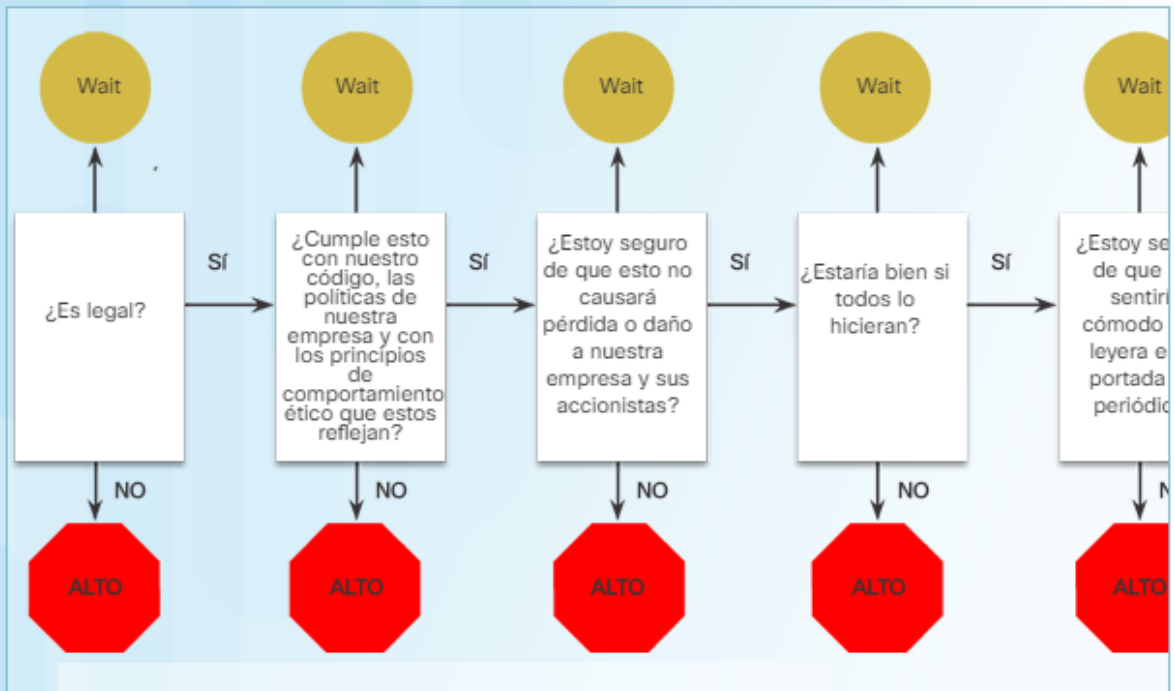 Wait
Wait
Wait
Wait
Wait
¿Es legal?
Sí
¿Cumple esto
con nuestro
código, las
políticas de
nuestra
empresa y con
los principios
de
comportamiento
ético que estos
reflejan?
Sí
¿Estoy seguro
de que esto no
causará
pérdida o daño
a nuestra
empresa y sus
accionistas?
Sí
¿Estaría bien si
todos lo
hicieran?
Sí
¿Estoy
de que
cómodo
portada
NO
NO
NO
NO
ALTO
ALTO
ALTO
ALTO
ALTO